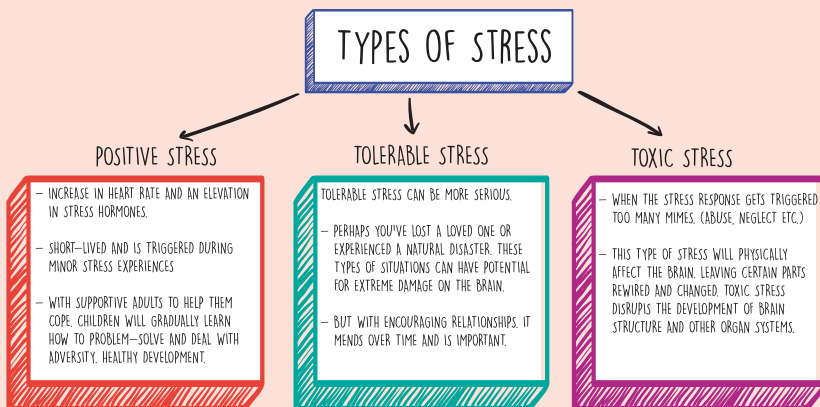 TYPES OF STRESS
POSITIVE STRESS
– INCREASE IN HEART RATE AND AN ELEVATION
IN STRESS HORMONES.
– SHORT–LIVED AND IS TRIGGERED DURING
MINOR STRESS EXPERIENCES
– WITH SUPPORTIVE ADULTS TO HELP THEM
COPE. CHILDREN WILL GRADUALLY LEARN
HOW TO PROBLEM–SOLVE AND DEAL WITH
ADVERSITY. HEALTHY DEVELOPMENT.
TOLERABLE STRESS
TOLERABLE STRESS CAN BE MORE SERIOUS.
– PERHAPS YOU'VE LOST A LOVED ONE OR
EXPERIENCED A NATURAL DISASTER. THESE
TYPES OF SITUATIONS CAN HAVE POTENTIAL
FOR EXTREME DAMAGE ON THE BRAIN.
– BUT WITH ENCOURAGING RELATIONSHIPS. IT
MENDS OVER TIME AND IS IMPORTANT.
TOXIC STRESS
– WHEN THE STRESS RESPONSE GETS TRIGGERED
TOO MANY MIMES. (ABUSE, NEGLECT ETC.)
– THIS TYPE OF STRESS WILL PHYSICALLY
AFFECT THE BRAIN. LEAVING CERTAIN PARTS
REWIRED AND CHANGED. TOXIC STRESS
DISRUPIS THE DEVELOPMENT OF BRAIN
STRUCTURE AND OTHER ORGAN SYSTEMS.